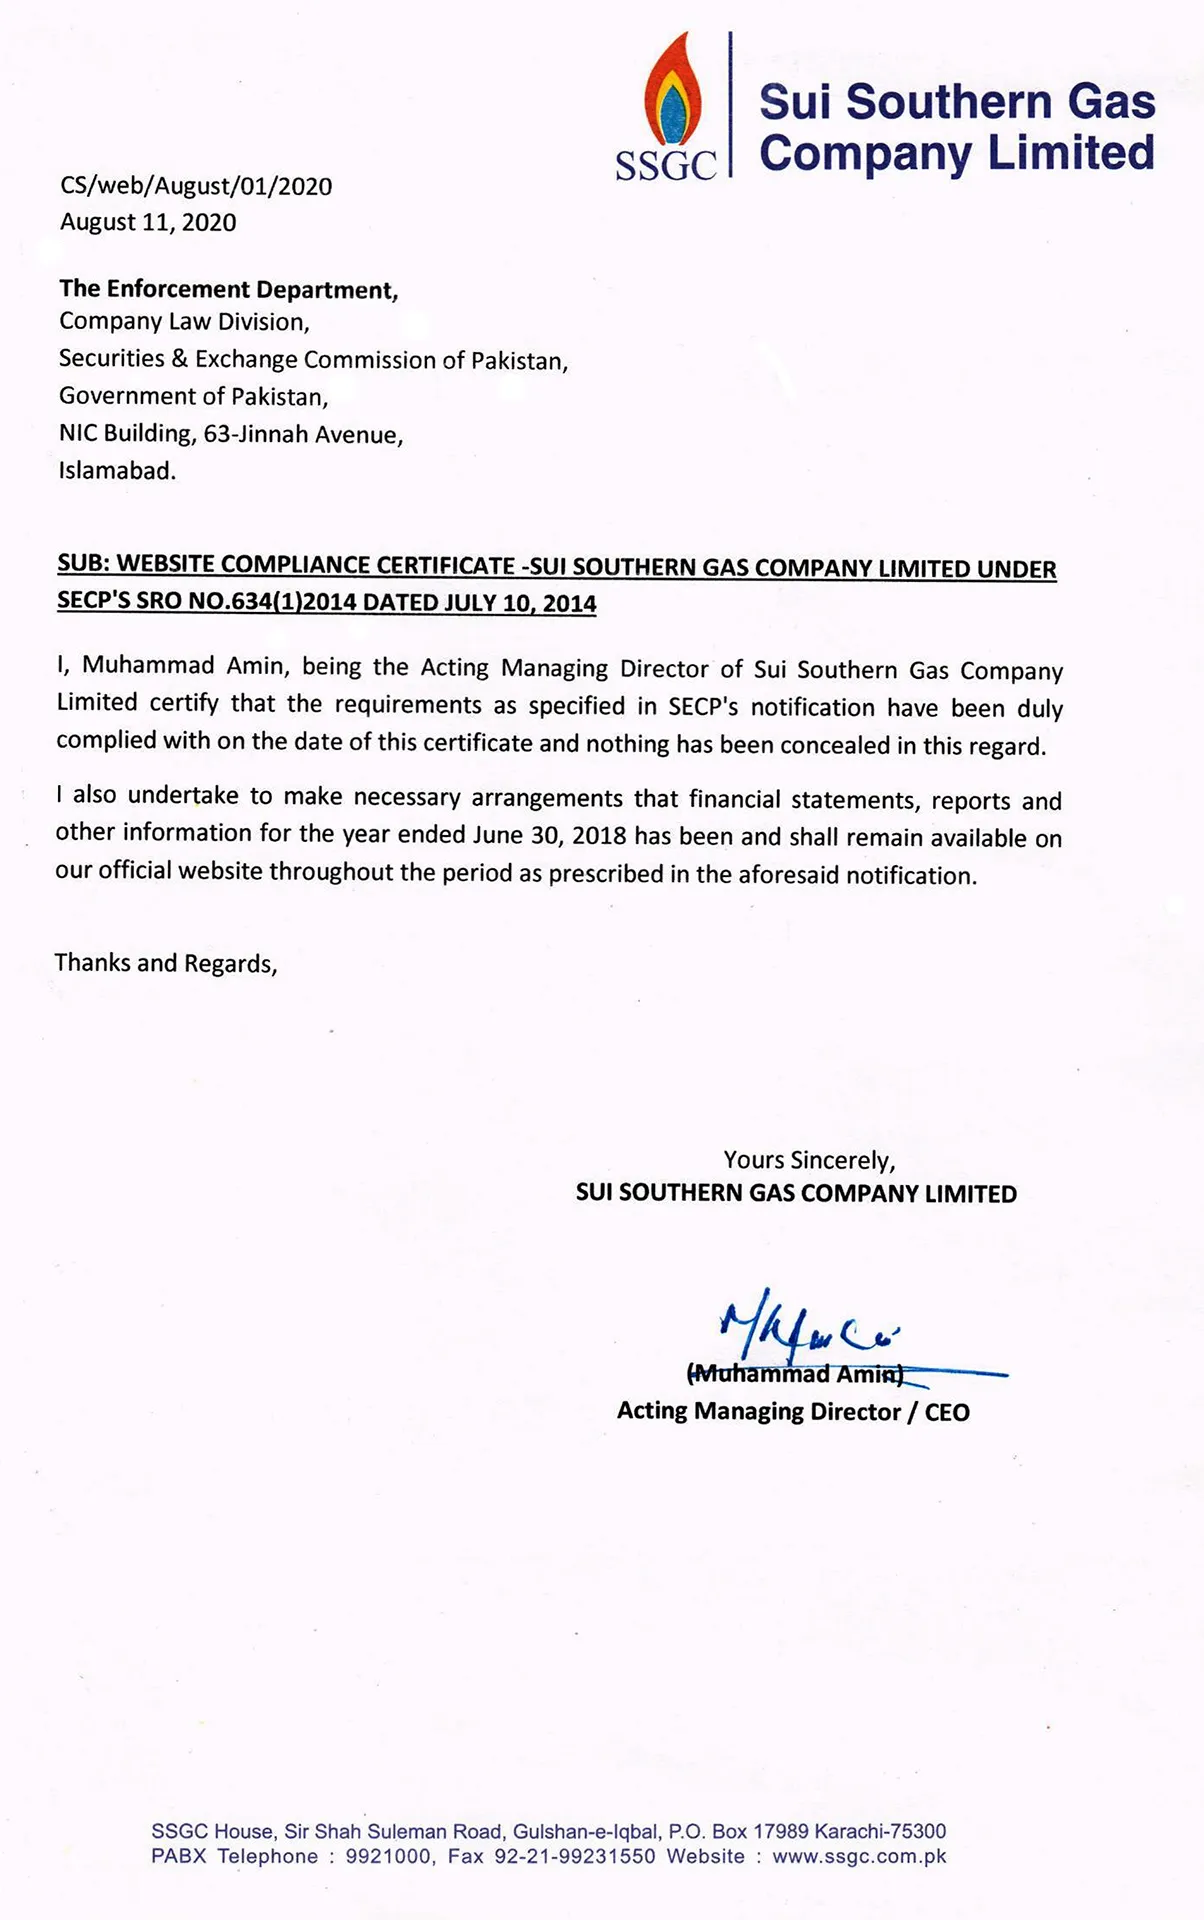 SSGC
Sui Southern Gas
Company Limited
CS/web/August/01/2020
August 11, 2020
The Enforcement Department,
Company Law Division,
Securities & Exchange Commission of Pakistan,
Government of Pakistan,
NIC Building, 63-Jinnah Avenue,
Islamabad.
SUB: WEBSITE COMPLIANCE CERTIFICATE -SUI SOUTHERN GAS COMPANY LIMITED UNDER
SECP'S SRO NO.634(1)2014 DATED JULY 10, 2014
I, Muhammad Amin, being the Acting Managing Director of Sui Southern Gas Company
Limited certify that the requirements as specified in SECP's notification have been duly
complied with on the date of this certificate and nothing has been concealed in this regard.
I also undertake to make necessary arrangements that financial statements, reports and
other information for the year ended June 30, 2018 has been and shall remain available on
our official website throughout the period as prescribed in the aforesaid notification.
Thanks and Regards,
Yours Sincerely,
SUI SOUTHERN GAS COMPANY LIMITED
(Muhammad Amin)
Acting Managing Director / CEO
SSGC House, Sir Shah Suleman Road, Gulshan-e-Iqbal, P.O. Box 17989 Karachi-75300
PABX Telephone : 9921000, Fax 92-21-99231550 Website : www.ssgc.com.pk